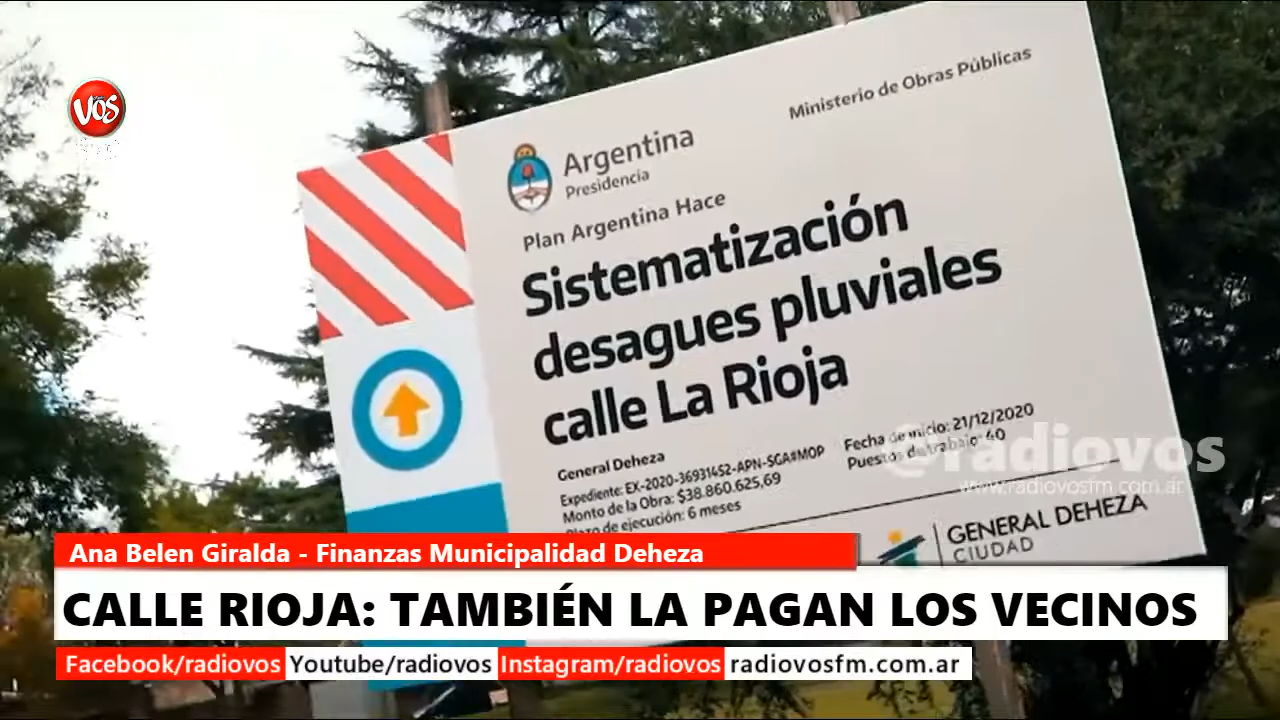 VOS
Ministerio de Obras Públicas
Argentina
Presidencia
Plan Argentina Hace
Sistematización
desagues pluviales
calle La Rioja
General Deheza
Expediente: EX-2020-36931452-APN-SGA#MOP
Monto de la Obra: $38.860.625,69
Plazo de ejecución: 6 meses
Fecha de inicio: 21/12/2020
Puestos de trabajo: 40
@radiovos
www.radiovosfm.com.ar
GENERAL DEHEZA
CIUDAD
Ana Belen Giralda - Finanzas Municipalidad Deheza
CALLE RIOJA: TAMBIÉN LA PAGAN LOS VECINOS
Facebook/radiovos Youtube/radiovos Instagram/radiovos radiovosfm.com.ar